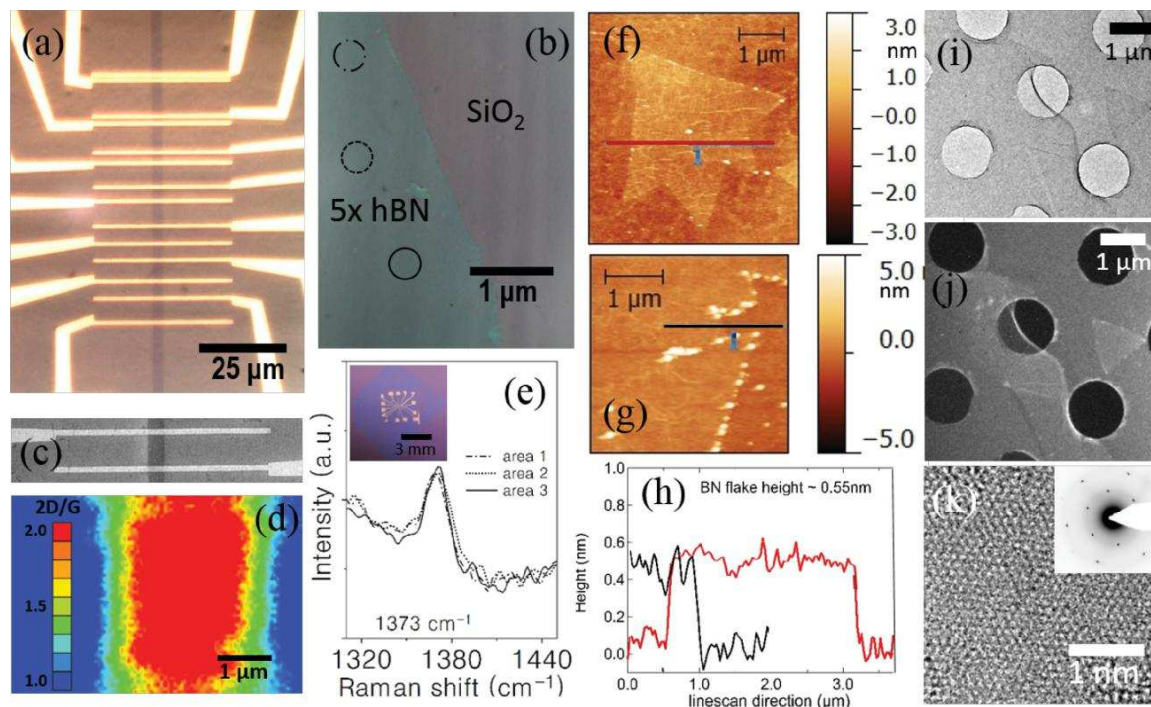 (a)
25 μm
(b)
SiO2
5x hBN
1 μm
(c)
(d)
2D/G
2.0
1.5
1.0
1 μm
(e)
3 mm
area 1
area 2
area 3
1373 cm⁻¹
Intensity (a.u.)
1310 1380 1440
Raman shift (cm⁻¹)
(f)
1 μm
3.0
nm
1.0
−0.0
−1.0
−2.0
−3.0
(g)
1 μm
5.0
nm
0.0
−5.0
(h)
BN flake height ~ 0.55nm
Height (nm)
1.0
0.8
0.6
0.4
0.2
0.0
0.0 1.0 2.0 3.0
linescan direction (μm)
(i)
1 μm
(j)
1 μm
(k)
1 nm